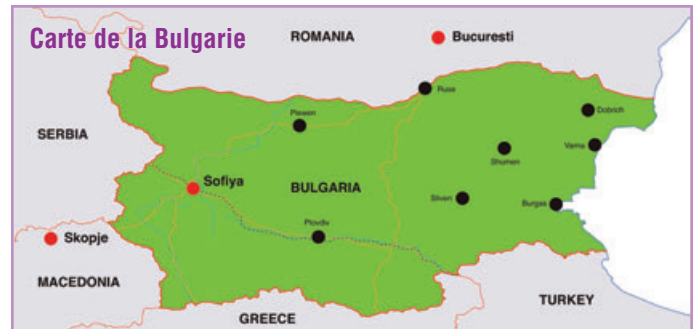 Carte de la Bulgarie
ROMANIA
Bucuresti
Ruse
Dobrich
Pleven
SERBIA
Varna
Shumen
Sofiya
BULGARIA
Sliven
Burgas
Plovdiv
Skopje
MACEDONIA
TURKEY
GREECE